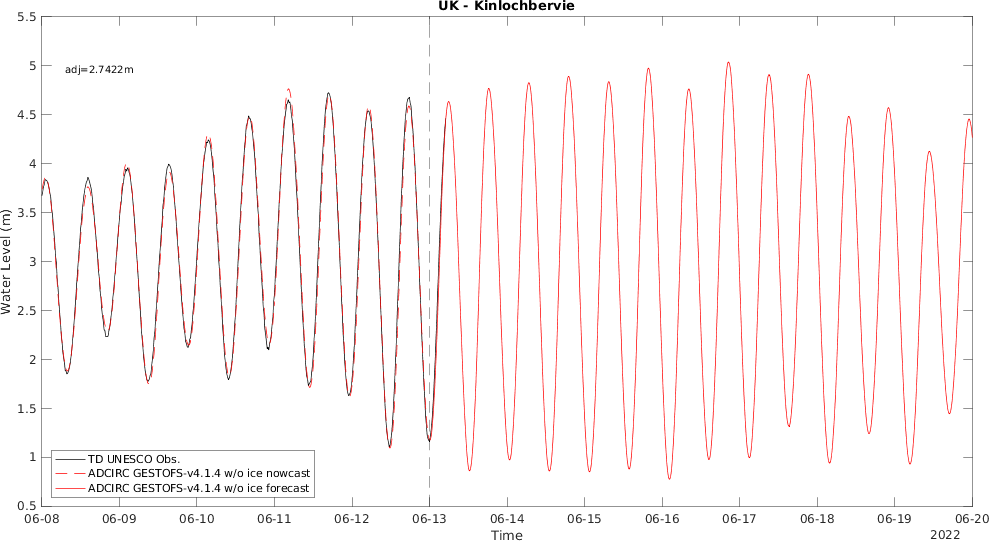 UK - Kinlochbervie
adj=2.7422m
5.5
5
4.5
4
3.5
3
2.5
2
1.5
1
0.5
Water Level (m)
TD UNESCO Obs.
ADCIRC GESTOFS-v4.1.4 w/o ice nowcast
ADCIRC GESTOFS-v4.1.4 w/o ice forecast
06-08 06-09 06-10 06-11 06-12 06-13 06-14 06-15 06-16 06-17 06-18 06-19 06-20
Time
2022